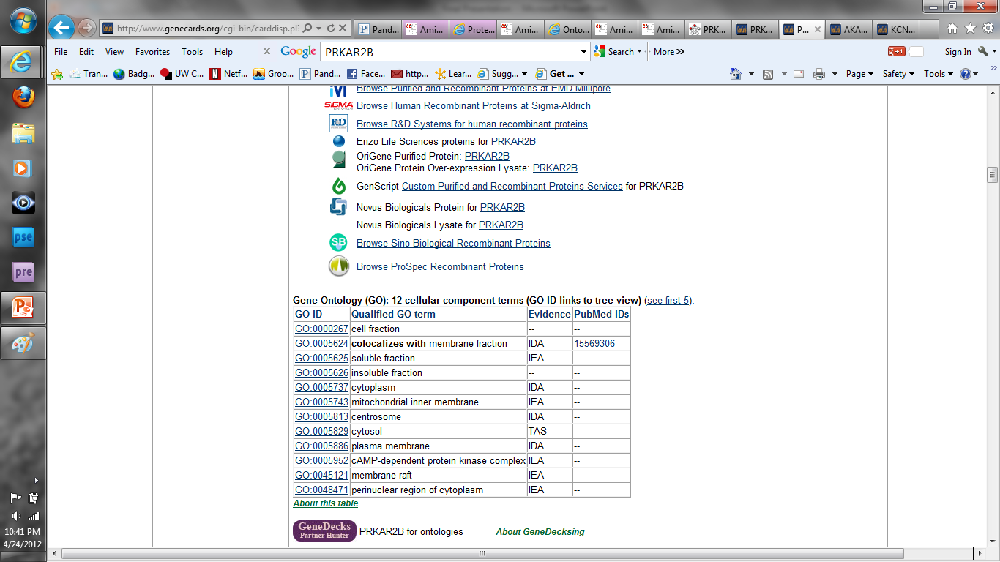 http://www.genecards.org/cgi-bin/carddisp.pl
Pand...
Ami...
Prote...
Ami...
Onto...
Ami...
Ami...
PRK...
PRK...
P...
AKA...
KCN...
File Edit View Favorites Tools Help
Google PRKAR2B Search More »
+1
Sign In
Tran... Badg... UW C... Netf... Groo... Pand... Face... http... Lear... Sugg... Get ...
Page Safety Tools
Browse Purified and Recombinant Proteins at EMD Millipore
SIGMA Browse Human Recombinant Proteins at Sigma-Aldrich
R&D Browse R&D Systems for human recombinant proteins
Enzo Life Sciences proteins for PRKAR2B
OriGene Purified Protein: PRKAR2B
OriGene Protein Over-expression Lysate: PRKAR2B
GenScript Custom Purified and Recombinant Proteins Services for PRKAR2B
Novus Biologicals Protein for PRKAR2B
Novus Biologicals Lysate for PRKAR2B
SB Browse Sino Biological Recombinant Proteins
Browse ProSpec Recombinant Proteins
Gene Ontology (GO): 12 cellular component terms (GO ID links to tree view) (see first 5):
GO ID Qualified GO term Evidence PubMed IDs
GO:0000267 cell fraction -- --
GO:0005624 colocalizes with membrane fraction IDA 15569306
GO:0005625 soluble fraction IEA --
GO:0005626 insoluble fraction -- --
GO:0005737 cytoplasm IDA --
GO:0005743 mitochondrial inner membrane IEA --
GO:0005813 centrosome IDA --
GO:0005829 cytosol TAS --
GO:0005886 plasma membrane IDA --
GO:0005952 cAMP-dependent protein kinase complex IEA --
GO:0045121 membrane raft IEA --
GO:0048471 perinuclear region of cytoplasm IEA --
About this table
GeneDecks
Partner Hunter
PRKAR2B for ontologies About GeneDecksing
pse
pre
10:41 PM
4/24/2012